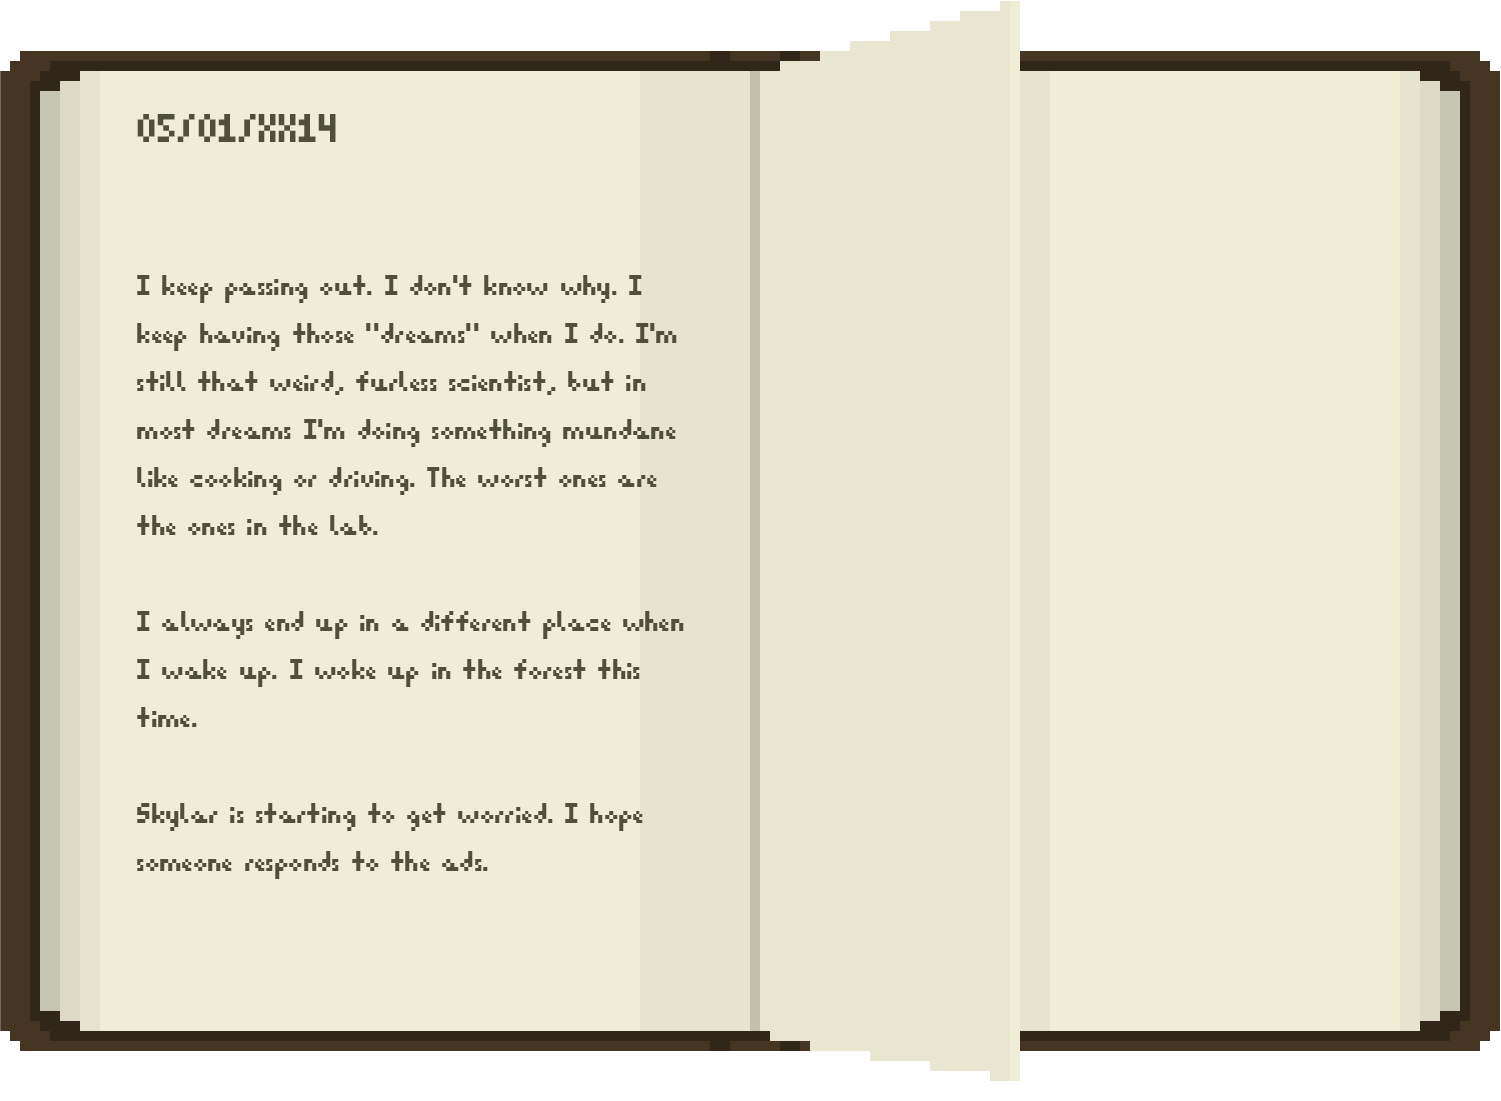 05/01/XX14
I keep passing out. I don't know why. I
keep having those "dreams" when I do. I'm
still that weird, furless scientist, but in
most dreams I'm doing something mundane
like cooking or driving. The worst ones are
the ones in the lab.
I always end up in a different place when
I wake up. I woke up in the forest this
time.
Skylar is starting to get worried. I hope
someone responds to the ads.